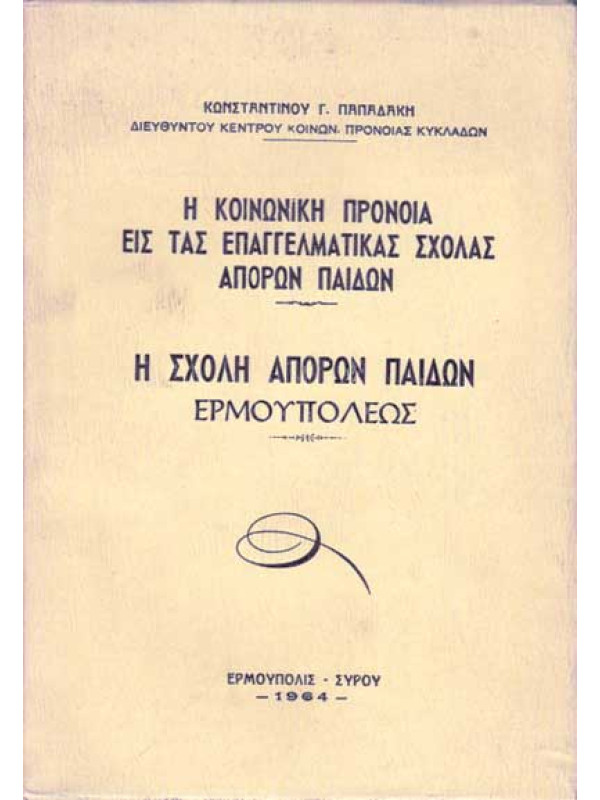 ΚΩΝΣΤΑΝΤΙΝΟΥ Γ. ΠΑΠΑΔΑΚΗ
ΔΙΕΥΘΥΝΤΟΥ ΚΕΝΤΡΟΥ ΚΟΙΝΩΝ. ΠΡΟΝΟΙΑΣ ΚΥΚΛΑΔΩΝ
Η ΚΟΙΝΩΝΙΚΗ ΠΡΟΝΟΙΑ
ΕΙΣ ΤΑΣ ΕΠΑΓΓΕΛΜΑΤΙΚΑΣ ΣΧΟΛΑΣ
ΑΠΟΡΩΝ ΠΑΙΔΩΝ
Η ΣΧΟΛΗ ΑΠΟΡΩΝ ΠΑΙΔΩΝ
ΕΡΜΟΥΠΟΛΕΩΣ
ΕΡΜΟΥΠΟΛΙΣ - ΣΥΡΟΥ
— 1964 —